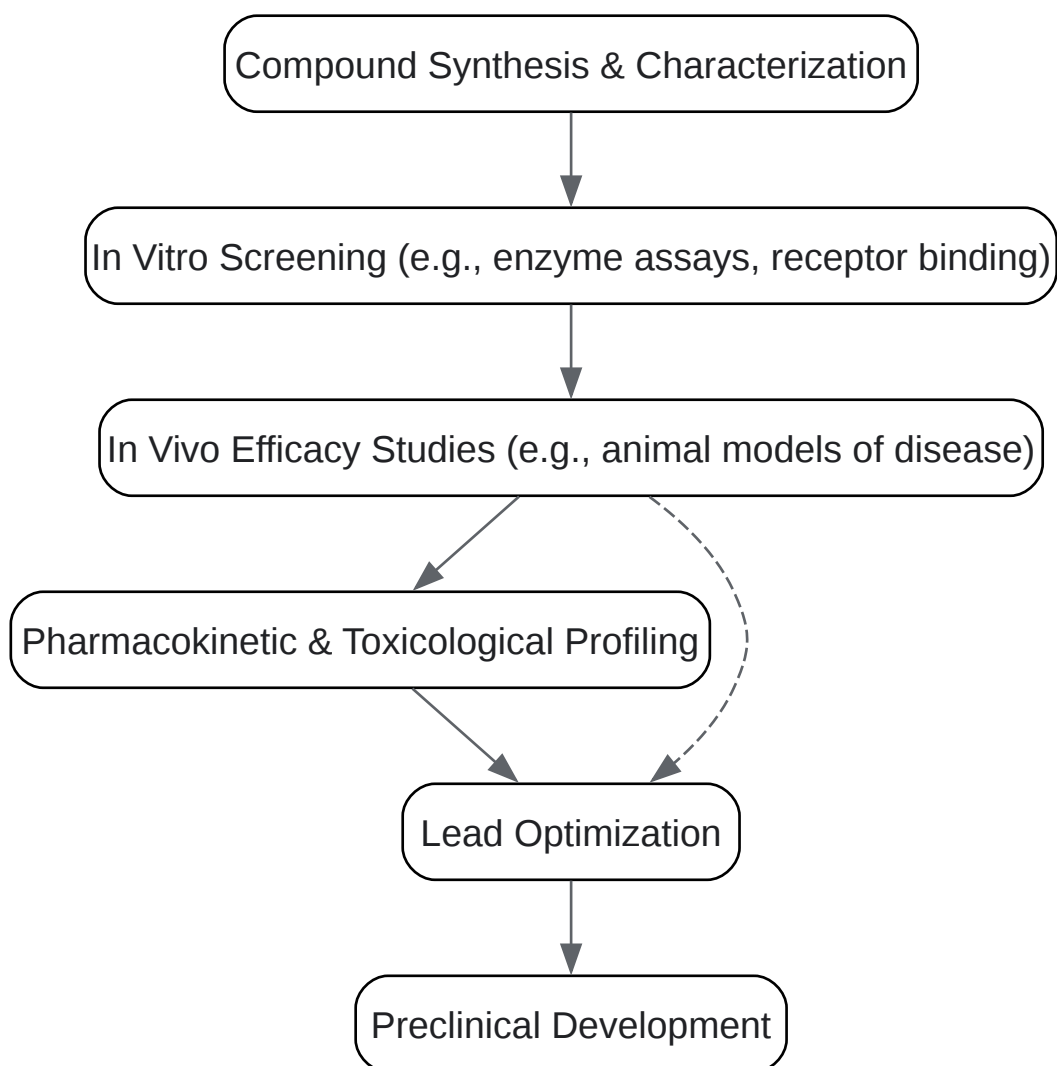 Compound Synthesis & Characterization
In Vitro Screening (e.g., enzyme assays, receptor binding)
In Vivo Efficacy Studies (e.g., animal models of disease)
Pharmacokinetic & Toxicological Profiling
Lead Optimization
Preclinical Development